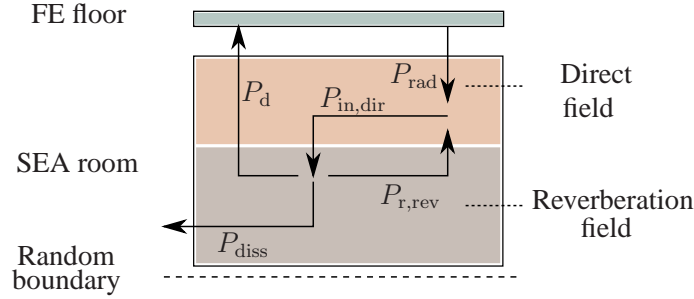 FE floor
P_rad
Direct
field
P_d
P_in,dir
SEA room
P_r,rev
Reverberation
field
P_diss
Random
boundary